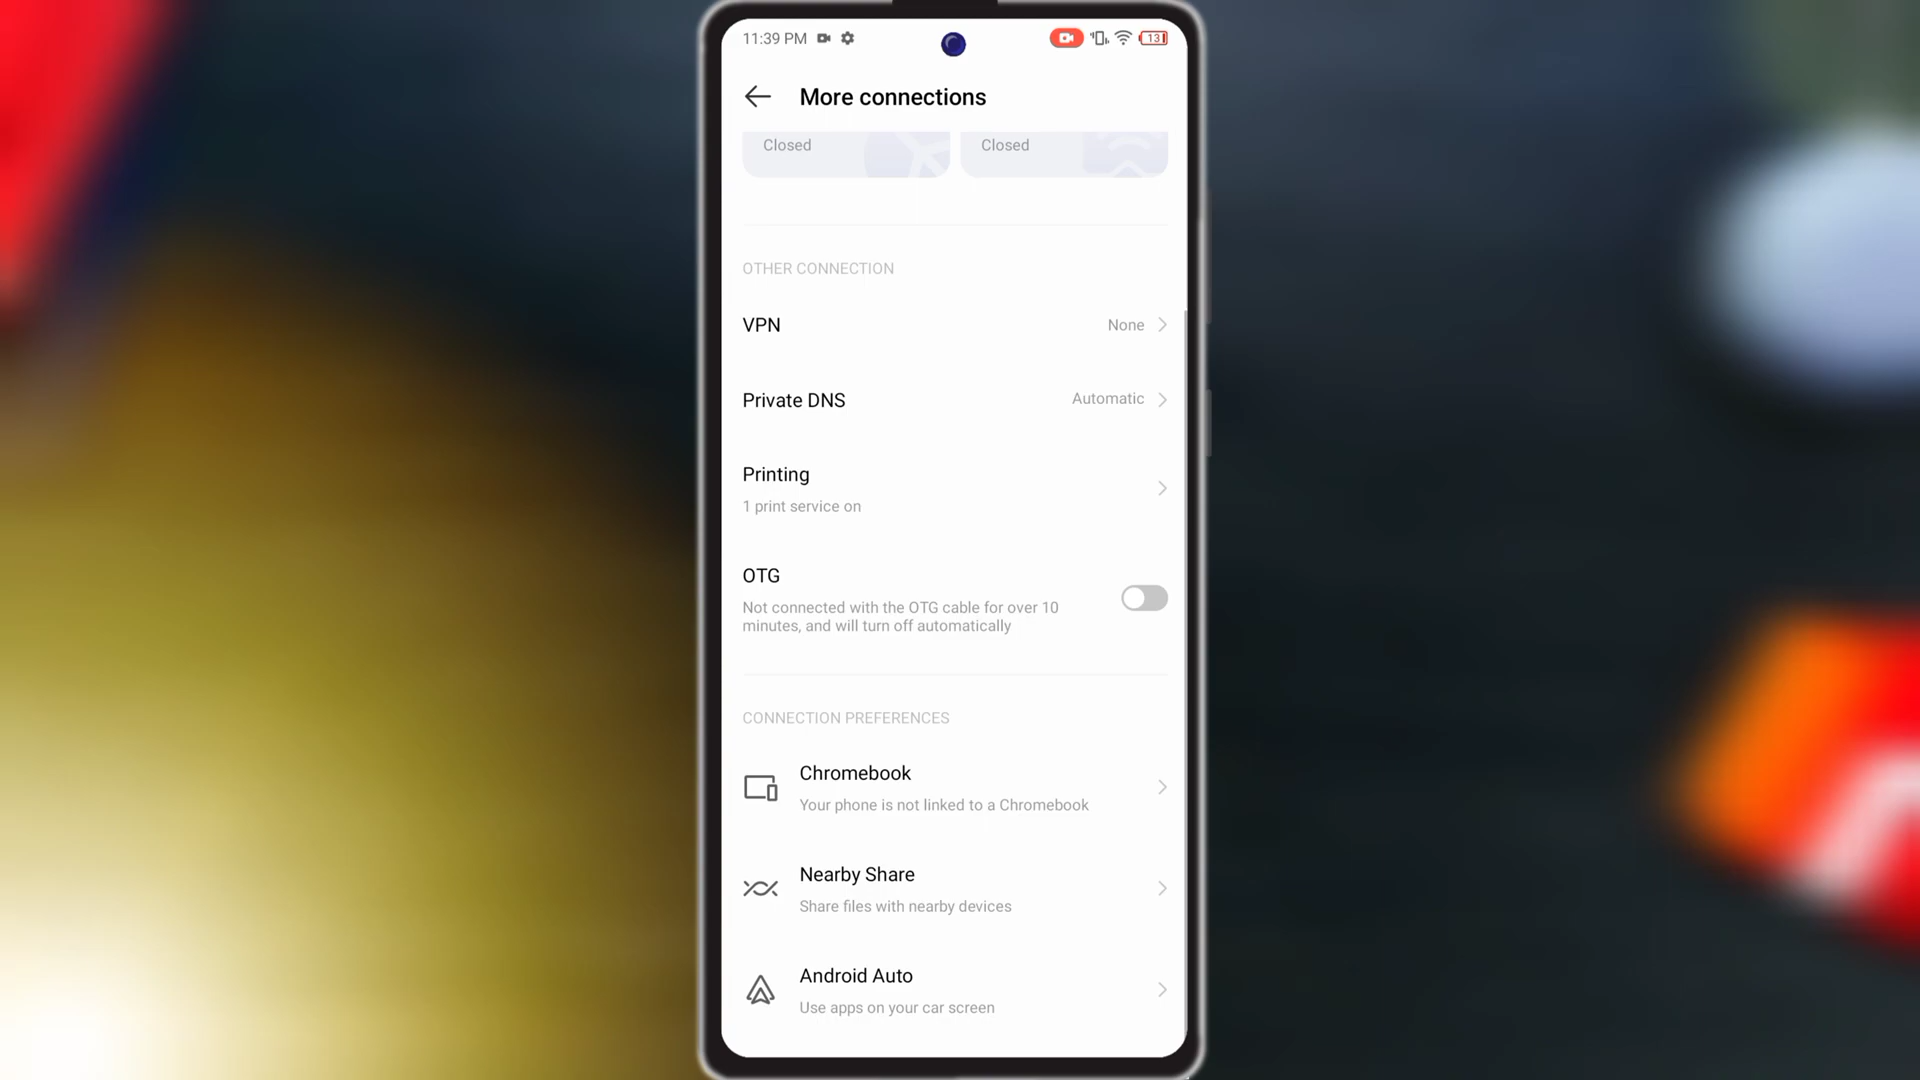 11:39 PM
13
More connections
Closed
Closed
OTHER CONNECTION
VPN
None
Private DNS
Automatic
Printing
1 print service on
OTG
Not connected with the OTG cable for over 10
minutes, and will turn off automatically
CONNECTION PREFERENCES
Chromebook
Your phone is not linked to a Chromebook
Nearby Share
Share files with nearby devices
Android Auto
Use apps on your car screen